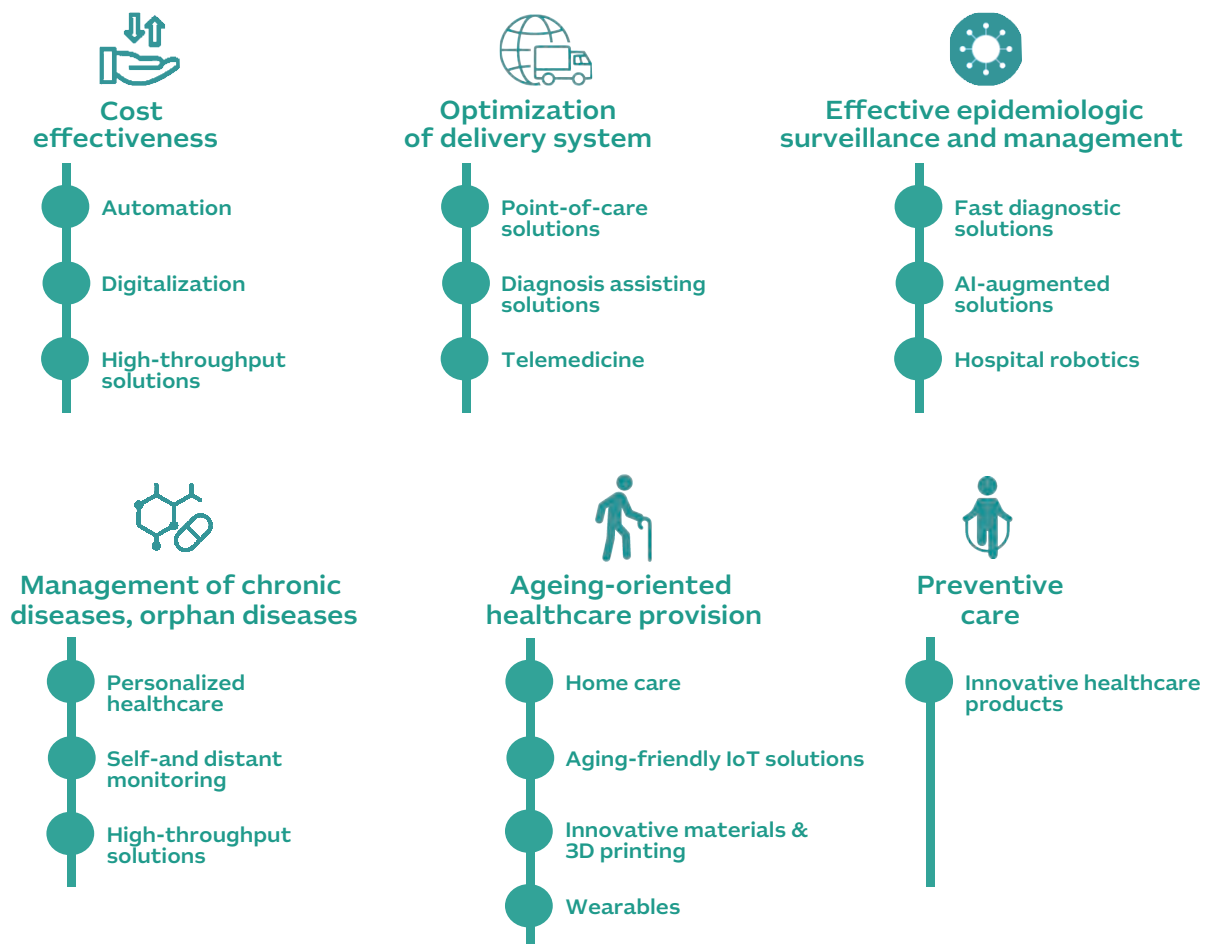 Cost
effectiveness
Automation
Digitalization
High-throughput
solutions
Optimization
of delivery system
Point-of-care
solutions
Diagnosis assisting
solutions
Telemedicine
Effective epidemiologic
surveillance and management
Fast diagnostic
solutions
AI-augmented
solutions
Hospital robotics
Management of chronic
diseases, orphan diseases
Personalized
healthcare
Self-and distant
monitoring
High-throughput
solutions
Ageing-oriented
healthcare provision
Home care
Aging-friendly IoT solutions
Innovative materials &
3D printing
Wearables
Preventive
care
Innovative healthcare
products